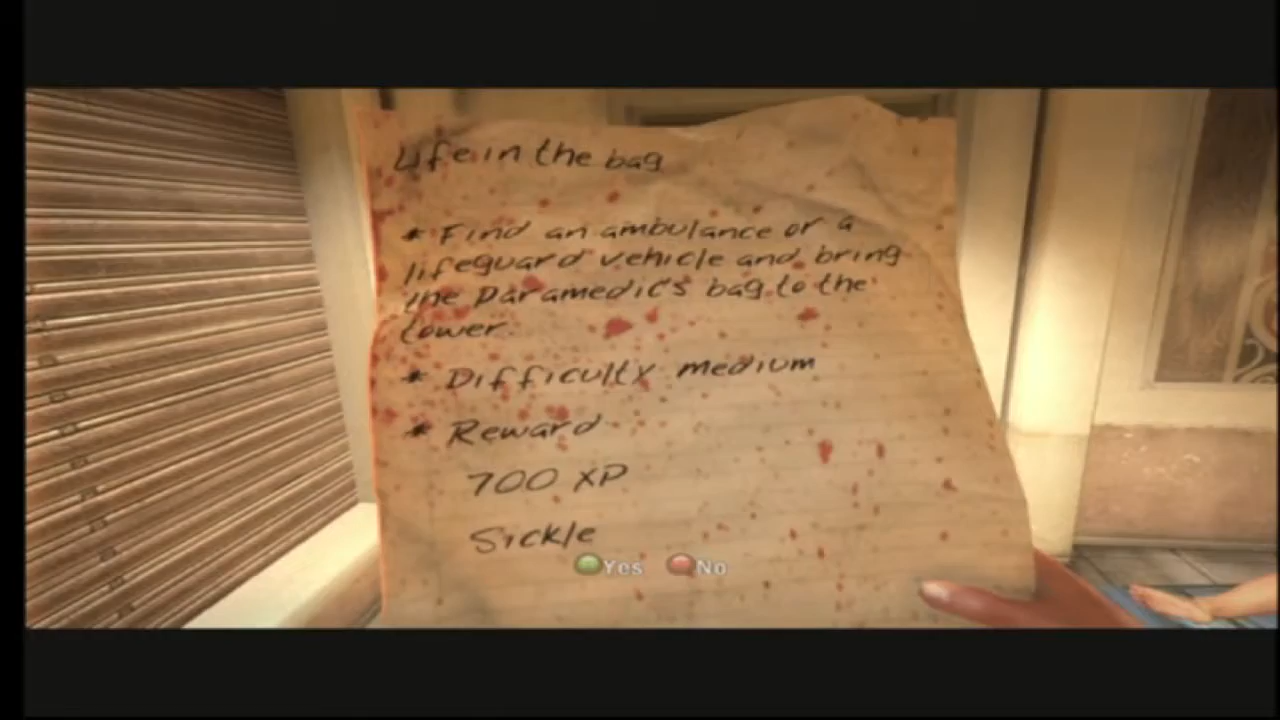 Life in the bag
* Find an ambulance or a
lifeguard vehicle and bring
the Paramedic's bag to the
tower.
* Difficulty medium
* Reward
700 XP
Sickle
Yes No